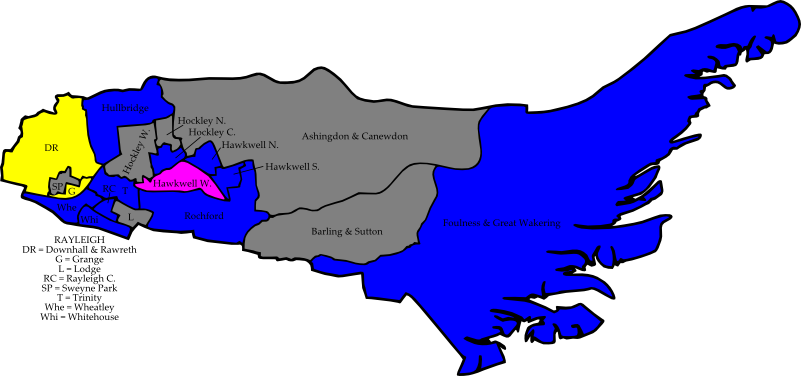 Hullbridge
Hockley N.
Hockley C.
Ashingdon & Canewdon
Hockley W.
DR
Hawkwell N.
Hawkwell S.
SP
G
Hawkwell W.
RC
T
Whe
Whi
L
Rochford
Foulness & Great Wakering
Barling & Sutton
RAYLEIGH
DR = Downhall & Rawreth
G = Grange
L = Lodge
RC = Rayleigh C.
SP = Sweyne Park
T = Trinity
Whe = Wheatley
Whi = Whitehouse